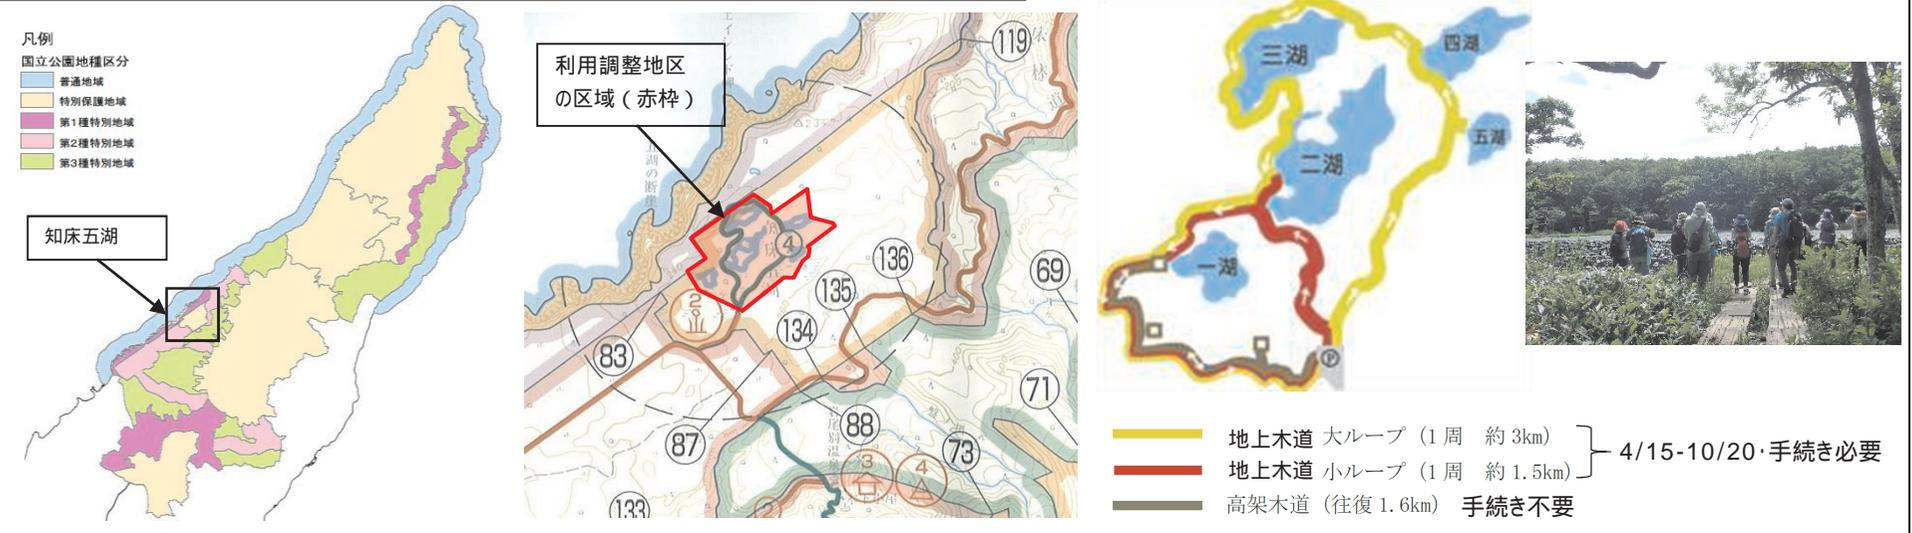 凡例
国立公園地種区分
普通地域
特別保護地域
第1種特別地域
第2種特別地域
第3種特別地域
知床五湖
利用調整地区
の区域(赤枠)
119
4
136
135
134
69
2
83
71
87
88
73
3
4
133
2
三湖
四湖
五湖
二湖
一湖
P
地上木道 大ループ (1周 約3km)
地上木道 小ループ (1周 約1.5km)
4/15-10/20・手続き必要
高架木道 (往復1.6km) 手続き不要